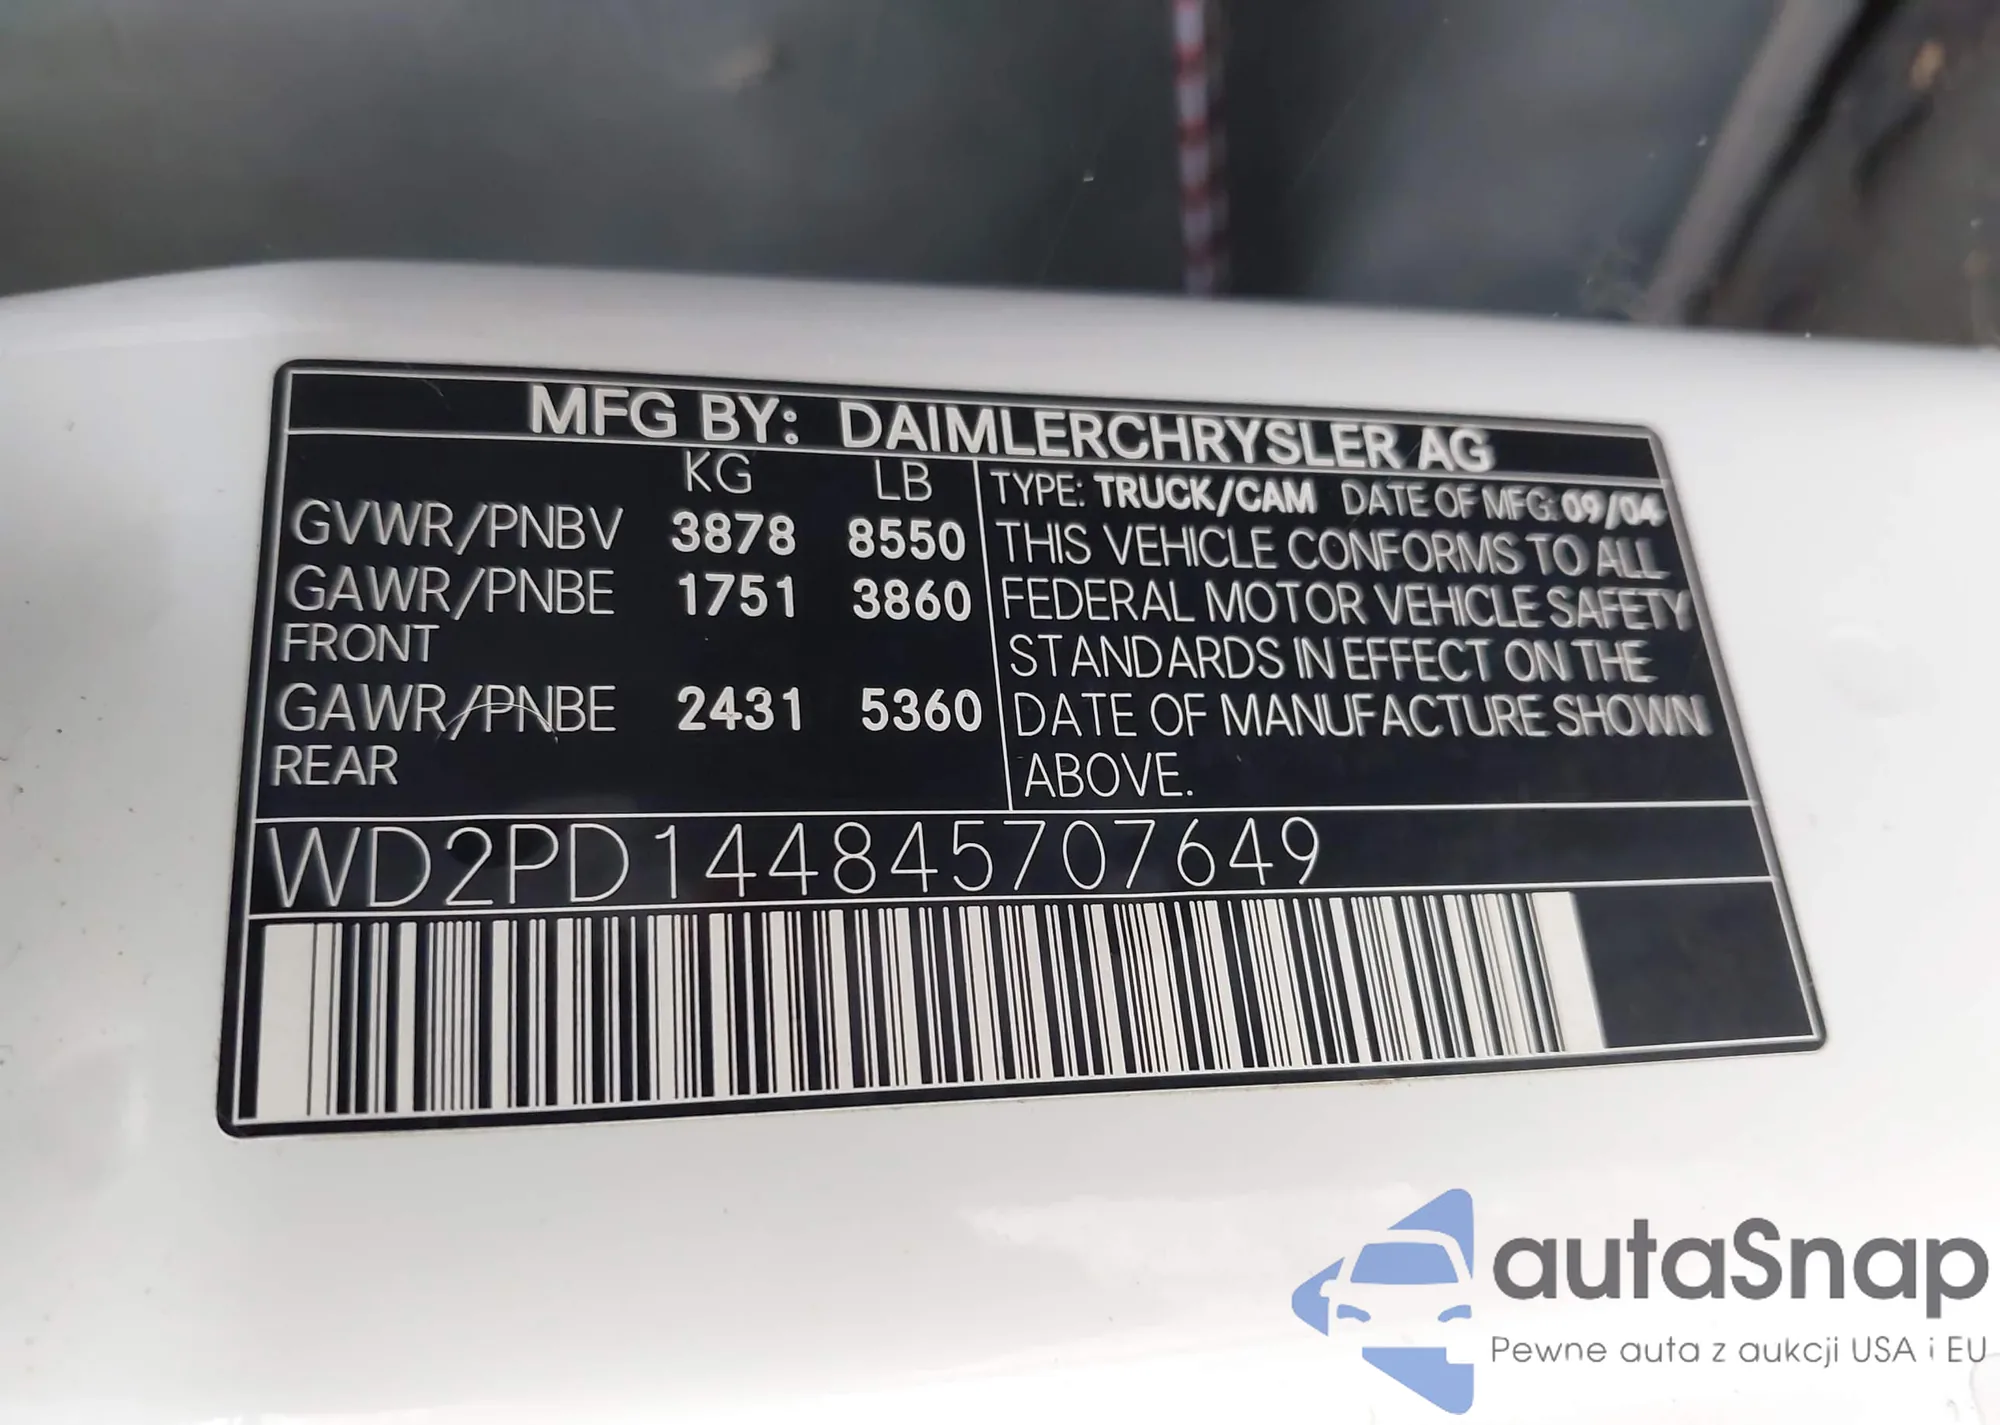 MFG BY: DAIMLERCHRYSLER AG
KG LB
GVWR/PNBV 3878 8550
GAWR/PNBE 1751 3860
FRONT
GAWR/PNBE 2431 5360
REAR
TYPE: TRUCK/CAM DATE OF MFG: 09/04
THIS VEHICLE CONFORMS TO ALL
FEDERAL MOTOR VEHICLE SAFETY
STANDARDS IN EFFECT ON THE
DATE OF MANUFACTURE SHOWN
ABOVE.
WD2PD144845707649
autaSnap
Pewne auta z aukcji USA i EU